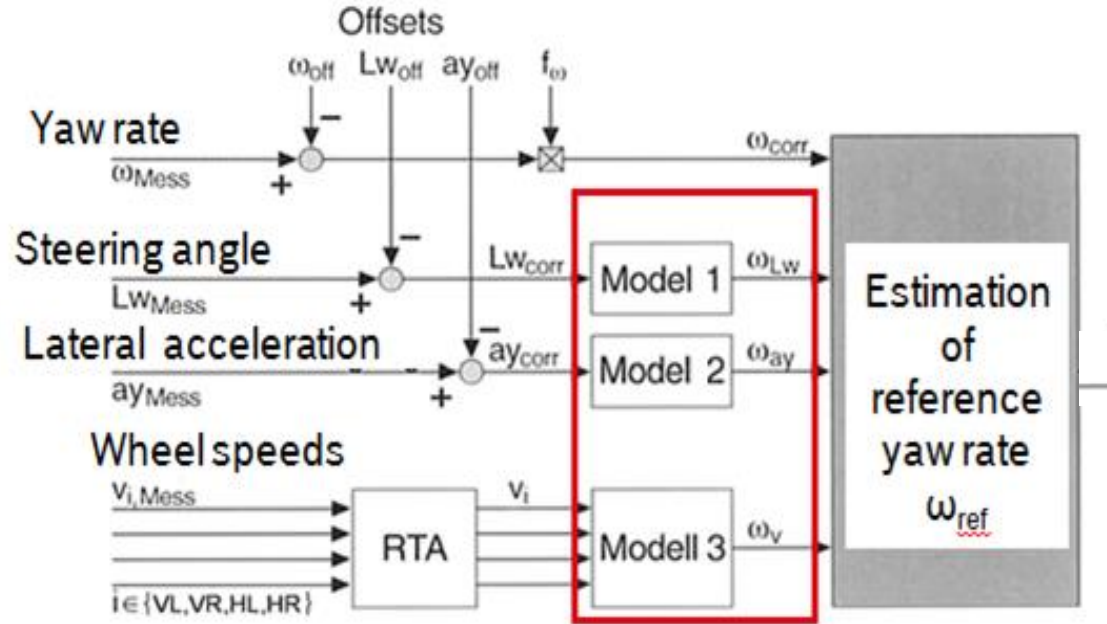 Offsets
ωoff Lwoff ayoff fω
−
Yaw rate
ωMess
+
ωcorr
Steering angle
LwMess
+
−
Lwcorr
Model 1
ωLw
Lateral acceleration
ayMess
+
−
aycorr
Model 2
ωay
Wheel speeds
vi,Mess
i∈{VL,VR,HL,HR}
RTA
vi
Modell 3
ωv
Estimation
of
reference
yaw rate
ωref